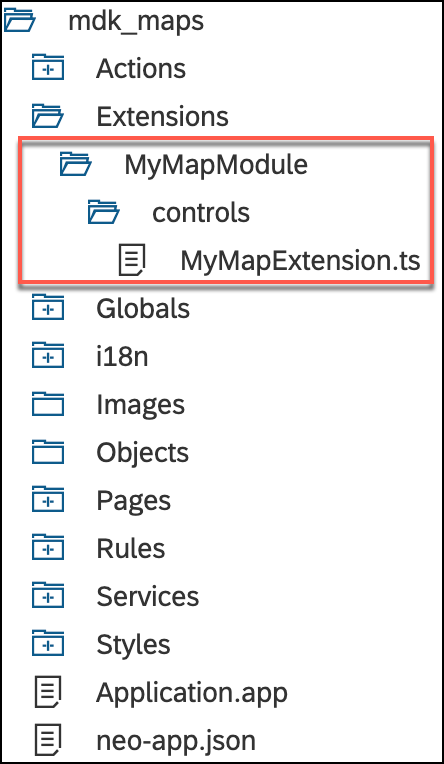 mdk_maps
Actions
Extensions
MyMapModule
controls
MyMapExtension.ts
Globals
i18n
Images
Objects
Pages
Rules
Services
Styles
Application.app
neo-app.json